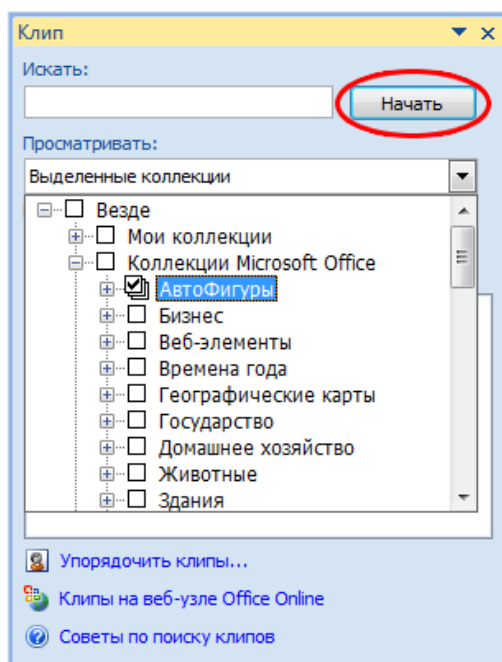 Клип
Искать:
Начать
Просматривать:
Выделенные коллекции
Везде
Мои коллекции
Коллекции Microsoft Office
АвтоФигуры
Бизнес
Веб-элементы
Времена года
Географические карты
Государство
Домашнее хозяйство
Животные
Здания
Упорядочить клипы...
Клипы на веб-узле Office Online
Советы по поиску клипов